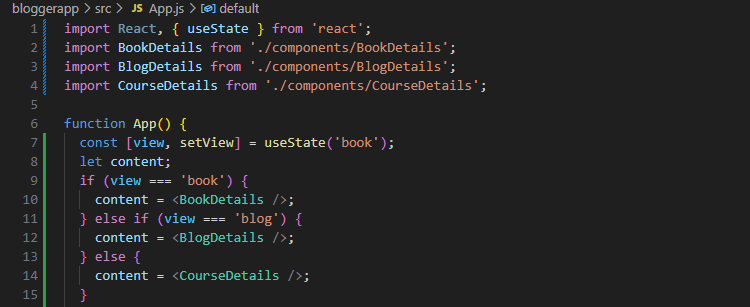 bloggerapp > src > JS App.js > default
1 import React, { useState } from 'react';
2 import BookDetails from './components/BookDetails';
3 import BlogDetails from './components/BlogDetails';
4 import CourseDetails from './components/CourseDetails';
5
6 function App() {
7   const [view, setView] = useState('book');
8   let content;
9   if (view === 'book') {
10     content = <BookDetails />;
11   } else if (view === 'blog') {
12     content = <BlogDetails />;
13   } else {
14     content = <CourseDetails />;
15   }